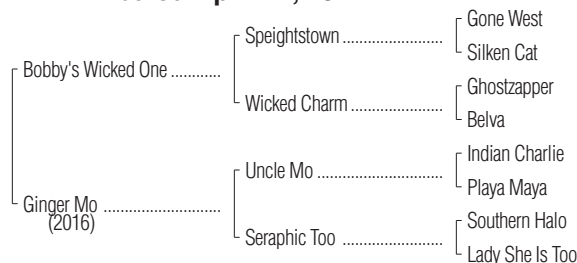 Gone West
Speightstown ......................
Silken Cat
Bobby's Wicked One ............
Ghostzapper
Wicked Charm ......................
Belva
Indian Charlie
Uncle Mo .............................
Playa Maya
Ginger Mo ............................
(2016)
Southern Halo
Seraphic Too ........................
Lady She Is Too